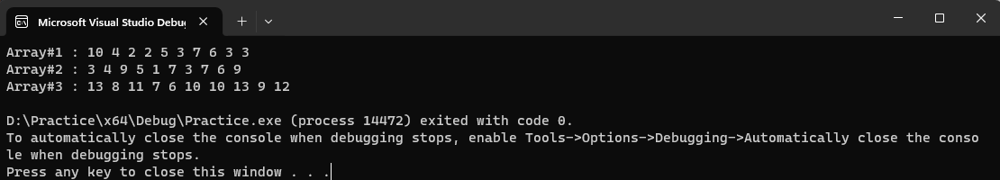 Microsoft Visual Studio Debug
Array#1 : 10 4 2 2 5 3 7 6 3 3
Array#2 : 3 4 9 5 1 7 3 7 6 9
Array#3 : 13 8 11 7 6 10 10 13 9 12
D:\Practice\x64\Debug\Practice.exe (process 14472) exited with code 0.
To automatically close the console when debugging stops, enable Tools->Options->Debugging->Automatically close the conso
le when debugging stops.
Press any key to close this window . . .